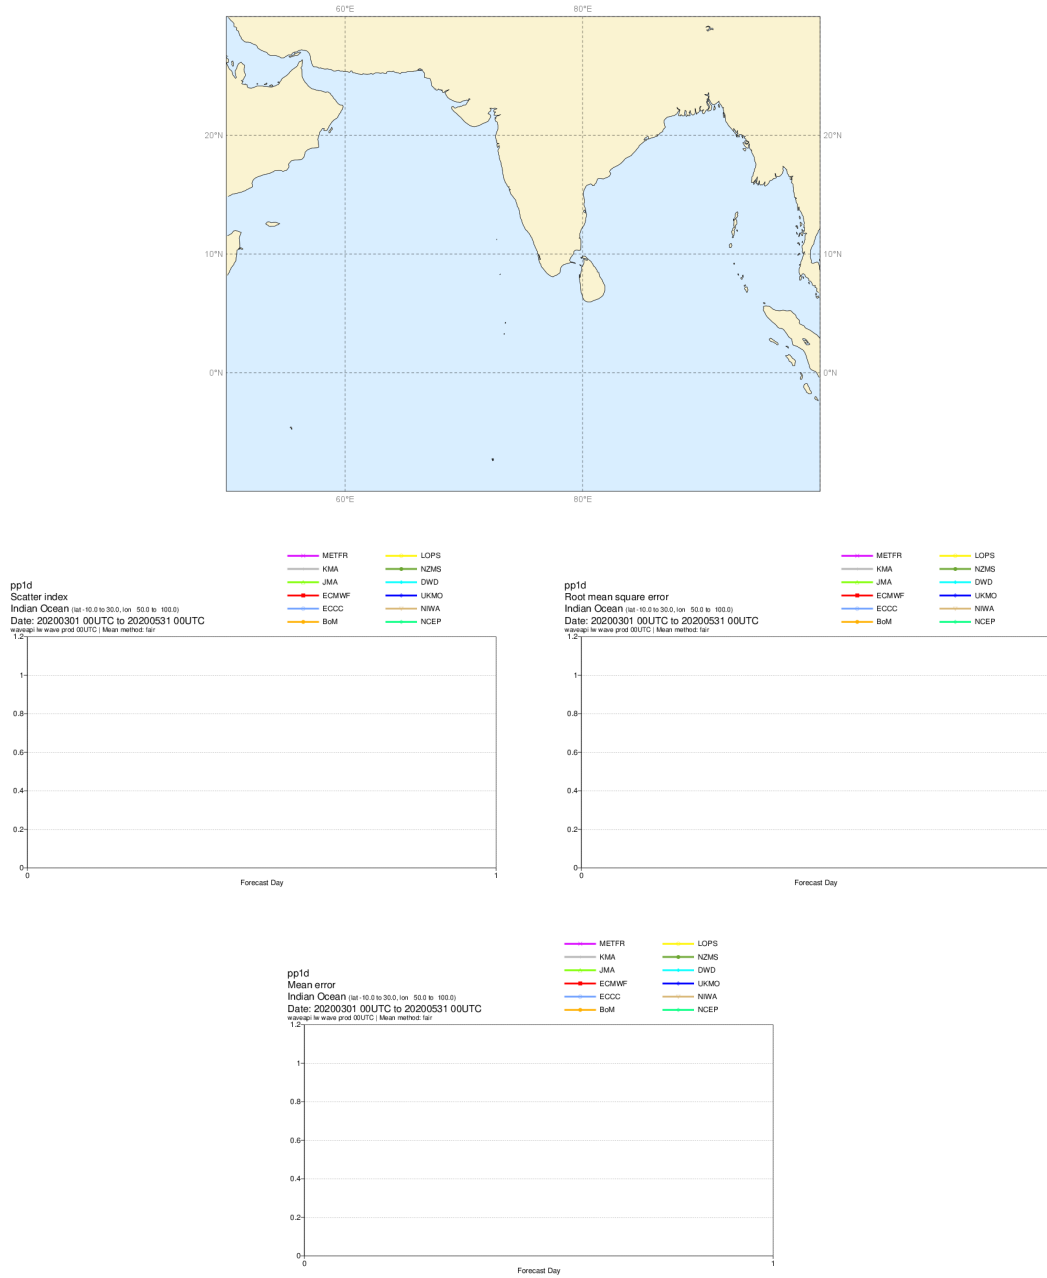 60°E 80°E
20°N 20°N
10°N 10°N
0°N 0°N
60°E 80°E
METFR LOPS
KMA NZMS
JMA DWD
ECMWF UKMO
ECCC NIWA
BoM NCEP
pp1d
Scatter index
Indian Ocean (lat -10.0 to 30.0, lon 50.0 to 100.0)
Date: 20200301 00UTC to 20200531 00UTC
waveapi lw wave prod 00UTC | Mean method: fair
1.2
1
0.8
0.6
0.4
0.2
0
0 1
Forecast Day
METFR LOPS
KMA NZMS
JMA DWD
ECMWF UKMO
ECCC NIWA
BoM NCEP
pp1d
Root mean square error
Indian Ocean (lat -10.0 to 30.0, lon 50.0 to 100.0)
Date: 20200301 00UTC to 20200531 00UTC
waveapi lw wave prod 00UTC | Mean method: fair
1.2
1
0.8
0.6
0.4
0.2
0
0
Forecast Day
METFR LOPS
KMA NZMS
JMA DWD
ECMWF UKMO
ECCC NIWA
BoM NCEP
pp1d
Mean error
Indian Ocean (lat -10.0 to 30.0, lon 50.0 to 100.0)
Date: 20200301 00UTC to 20200531 00UTC
waveapi lw wave prod 00UTC | Mean method: fair
1.2
1
0.8
0.6
0.4
0.2
0
0 1
Forecast Day